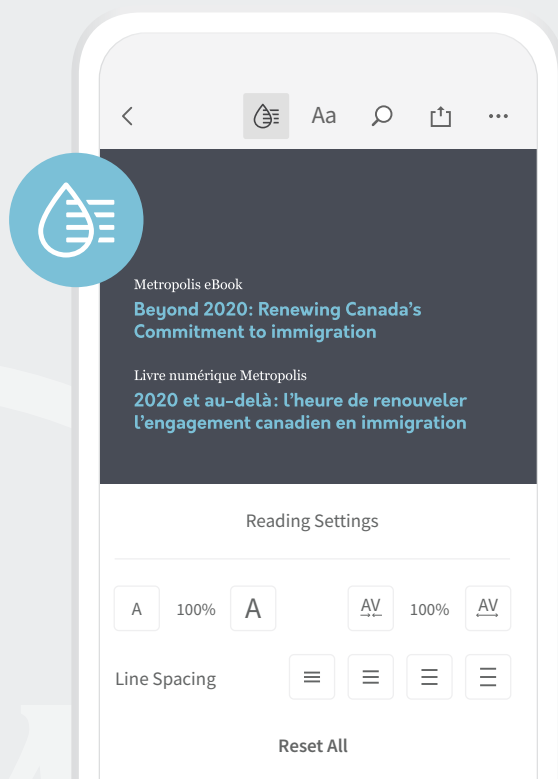 Aa
Metropolis eBook
Beyond 2020: Renewing Canada's
Commitment to immigration
Livre numérique Metropolis
2020 et au-delà : l'heure de renouveler
l'engagement canadien en immigration
Reading Settings
A 100% A AV 100% AV
Line Spacing
Reset All